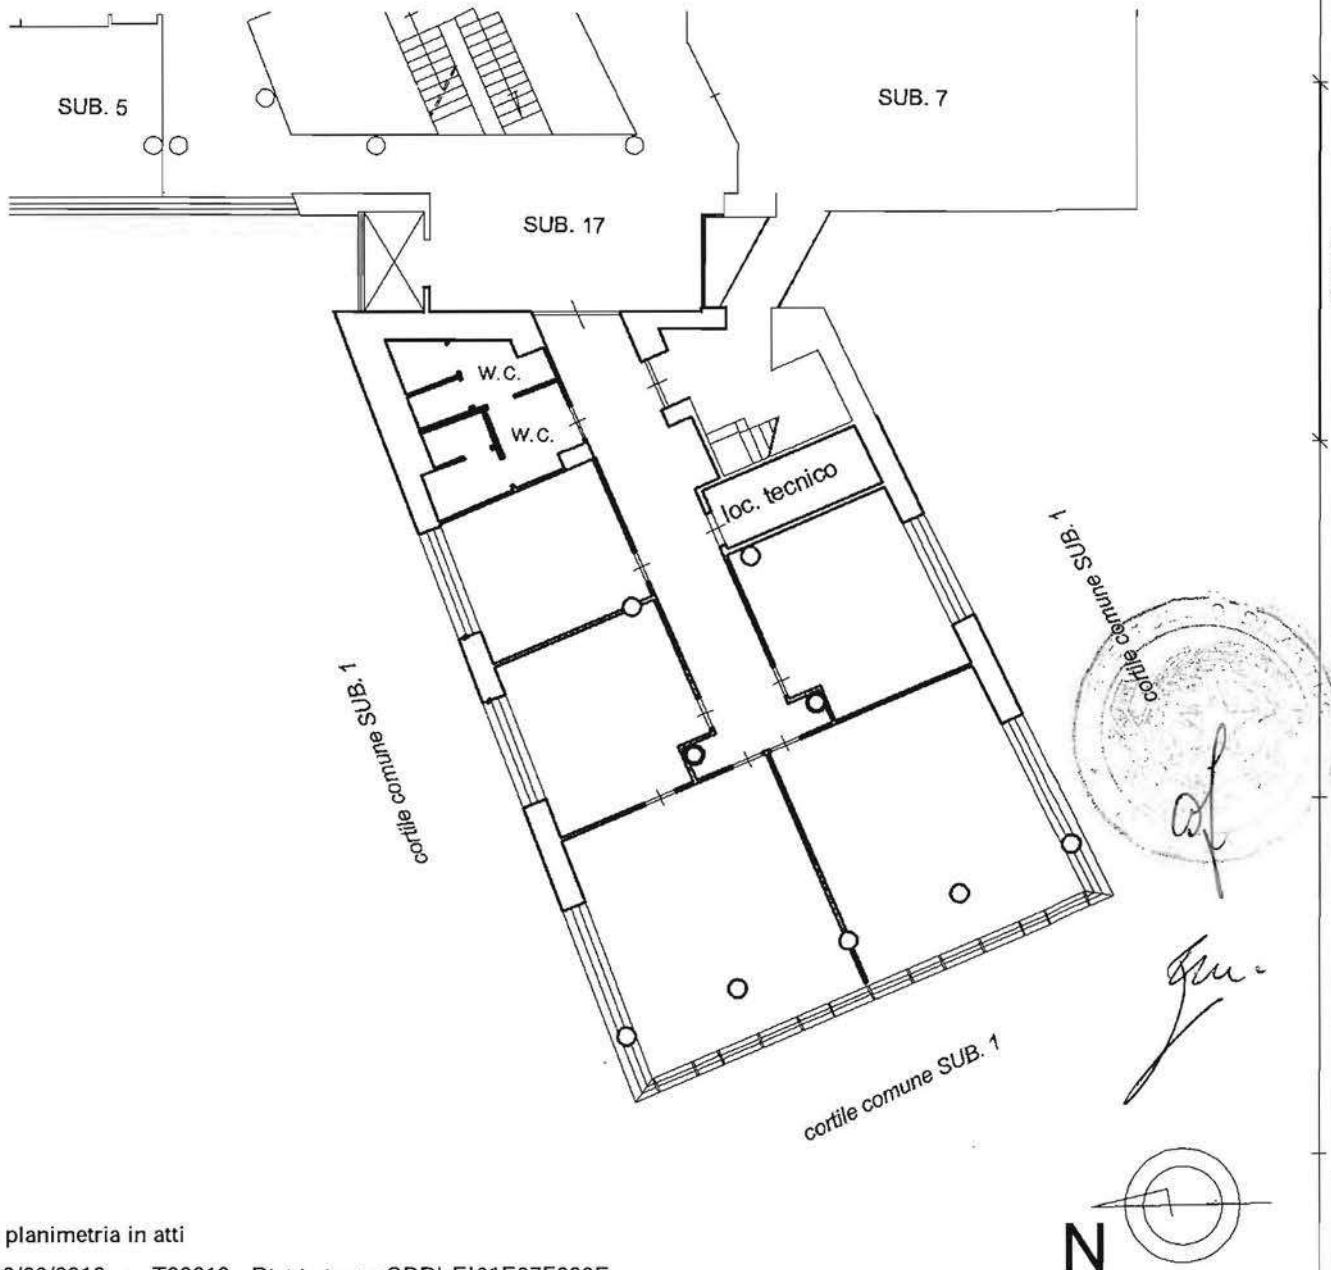 SUB. 5
SUB. 7
SUB. 17
W.C.
W.C.
loc. tecnico
cortile comune SUB. 1
cortile comune SUB. 1
cortile comune SUB. 1
N
planimetria in atti